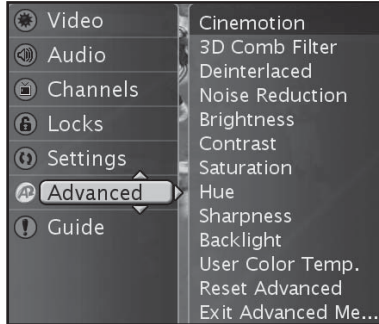 Video
Audio
Channels
Locks
Settings
Advanced
Guide
Cinemotion
3D Comb Filter
Deinterlaced
Noise Reduction
Brightness
Contrast
Saturation
Hue
Sharpness
Backlight
User Color Temp.
Reset Advanced
Exit Advanced Me...